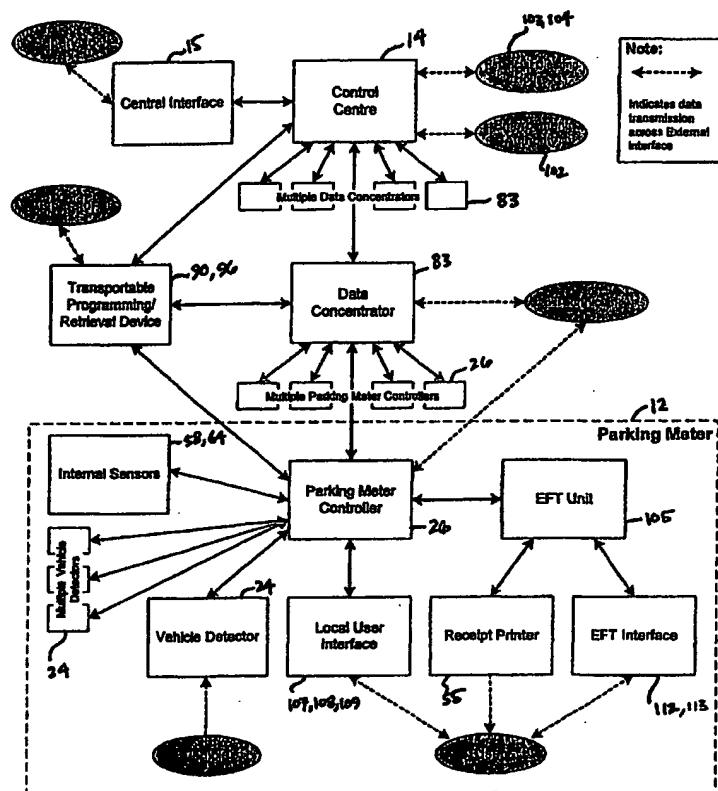 103,104
15
14
Note:
Central Interface
Control
Centre
Indicates data
transmission
across External
Interface
102
Multiple Data Concentrators
83
90,96
83
Transportable
Programming/
Retrieval Device
Data
Concentrator
26
Multiple Parking Meter Controllers
12
Parking Meter
58,64
Internal Sensors
Parking Meter
Controller
EFT Unit
26
105
Multiple Vehicle
Detectors
24
24
Vehicle Detector
Local User
Interface
Receipt Printer
EFT Interface
107,108,109
55
112,113